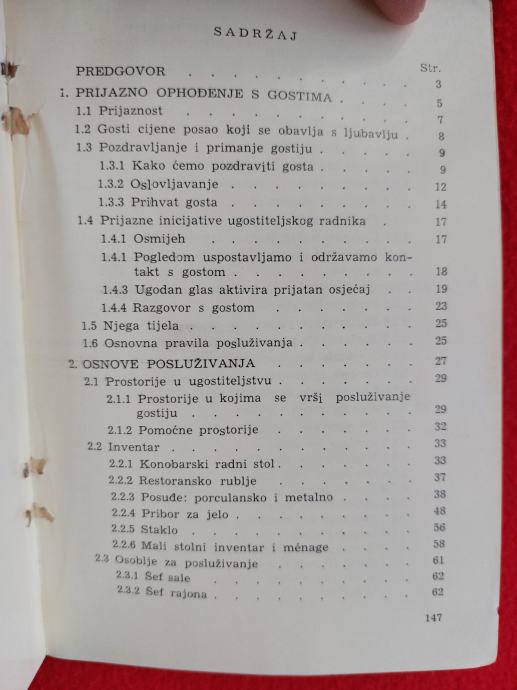 SADRŽAJ
Str.
PREDGOVOR . . . . . . . . . . 3
1. PRIJAZNO OPHOĐENJE S GOSTIMA . . . . 5
1.1 Prijaznost . . . . . . . . . 7
1.2 Gosti cijene posao koji se obavlja s ljubavlju . 8
1.3 Pozdravljanje i primanje gostiju . . . . . 9
1.3.1 Kako ćemo pozdraviti gosta . . . . 9
1.3.2 Oslovljavanje . . . . . . . . 12
1.3.3 Prihvat gosta . . . . . . . . 14
1.4 Prijazne inicijative ugostiteljskog radnika . 17
1.4.1 Osmijeh . . . . . . . . 17
1.4.1 Pogledom uspostavljamo i održavamo kon-
takt s gostom . . . . . . . . 18
1.4.3 Ugodan glas aktivira prijatan osjećaj . . 19
1.4.4 Razgovor s gostom . . . . . . 23
1.5 Njega tijela . . . . . . . . . 25
1.6 Osnovna pravila posluživanja . . . . . 25
2. OSNOVE POSLUŽIVANJA . . . . . . 27
2.1 Prostorije u ugostiteljstvu . . . . . . 29
2.1.1 Prostorije u kojima se vrši posluživanje
gostiju . . . . . . . . . 29
2.1.2 Pomoćne prostorije . . . . . . 32
2.2 Inventar . . . . . . . . . . 33
2.2.1 Konobarski radni stol . . . . . 33
2.2.2 Restoransko rublje . . . . . . 37
2.2.3 Posuđe: porculansko i metalno . . . . 38
2.2.4 Pribor za jelo . . . . . . . . 48
2.2.5 Staklo . . . . . . . . . 56
2.2.6 Mali stolni inventar i ménage . . . . 58
2.3 Osoblje za posluživanje . . . . . . 61
2.3.1 Šef sale . . . . . . . . 62
2.3.2 Šef rajona . . . . . . . . 62
147